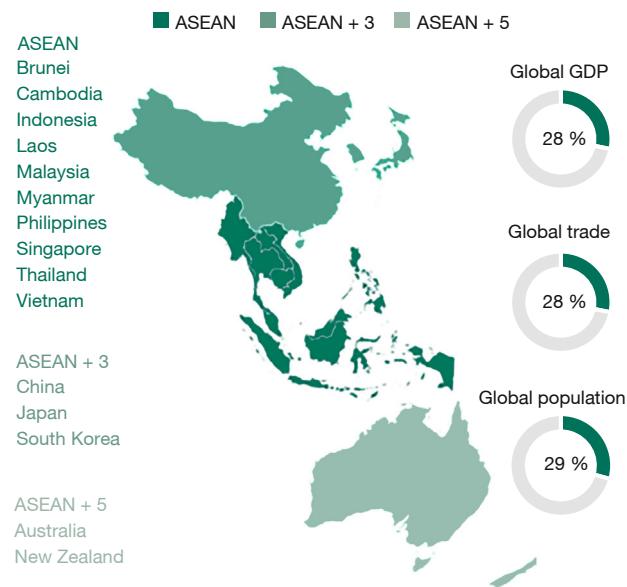 ASEAN ASEAN + 3 ASEAN + 5
ASEAN
Brunei
Cambodia
Indonesia
Laos
Malaysia
Myanmar
Philippines
Singapore
Thailand
Vietnam
ASEAN + 3
China
Japan
South Korea
ASEAN + 5
Australia
New Zealand
Global GDP
28 %
Global trade
28 %
Global population
29 %